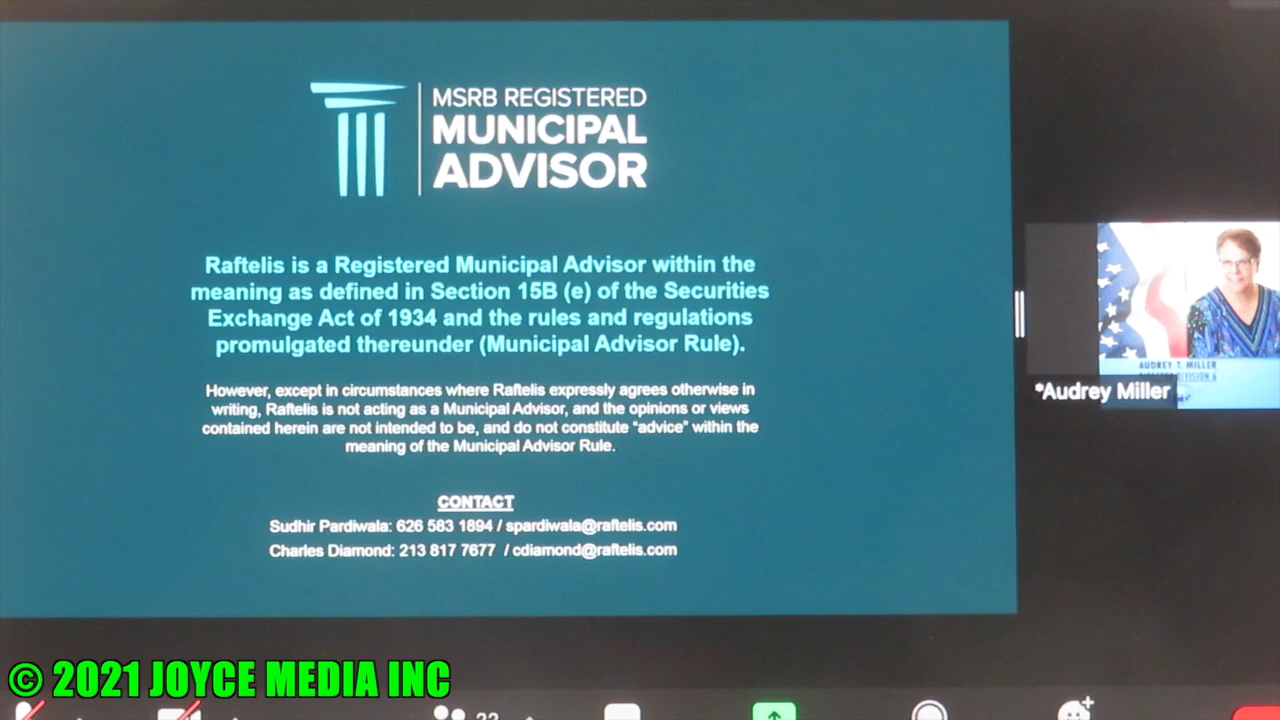 MSRB REGISTERED
MUNICIPAL
ADVISOR
Raftelis is a Registered Municipal Advisor within the
meaning as defined in Section 15B (e) of the Securities
Exchange Act of 1934 and the rules and regulations
promulgated thereunder (Municipal Advisor Rule).
However, except in circumstances where Raftelis expressly agrees otherwise in
writing, Raftelis is not acting as a Municipal Advisor, and the opinions or views
contained herein are not intended to be, and do not constitute “advice” within the
meaning of the Municipal Advisor Rule.
CONTACT
Sudhir Pardiwala: 626 583 1894 / spardiwala@raftelis.com
Charles Diamond: 213 817 7677 / cdiamond@raftelis.com
AUDREY T. MILLER
DIVISION 6
*Audrey Miller
© 2021 JOYCE MEDIA INC